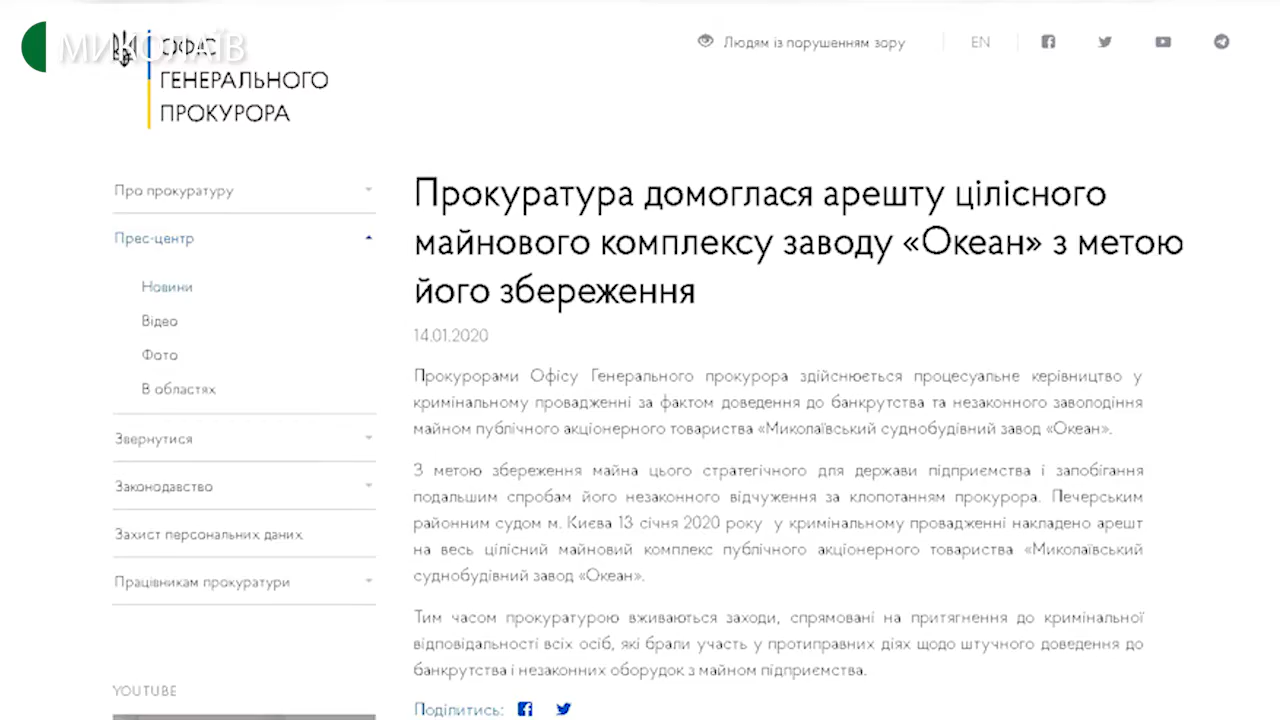 МИКОЛАЇВ
ОФІС
ГЕНЕРАЛЬНОГО
ПРОКУРОРА
Людям із порушенням зору
EN
Про прокуратуру
Прес-центр
Новини
Відео
Фото
В областях
Звернутися
Законодавство
Захист персональних даних
Працівникам прокуратури
YOUTUBE
Прокуратура домоглася арешту цілісного
майнового комплексу заводу «Океан» з метою
його збереження
14.01.2020
Прокурорами Офісу Генерального прокурора здійснюється процесуальне керівництво у
кримінальному провадженні за фактом доведення до банкрутства та незаконного заволодіння
майном публічного акціонерного товариства «Миколаївський суднобудівний завод «Океан».
З метою збереження майна цього стратегічного для держави підприємства і запобігання
подальшим спробам його незаконного відчуження за клопотанням прокурора. Печерським
районним судом м. Києва 13 січня 2020 року у кримінальному провадженні накладено арешт
на весь цілісний майновий комплекс публічного акціонерного товариства «Миколаївський
суднобудівний завод «Океан».
Тим часом прокуратурою вживаються заходи, спрямовані на притягнення до кримінальної
відповідальності всіх осіб, які брали участь у протиправних діях щодо штучного доведення до
банкрутства і незаконних оборудок з майном підприємства.
Поділитись: